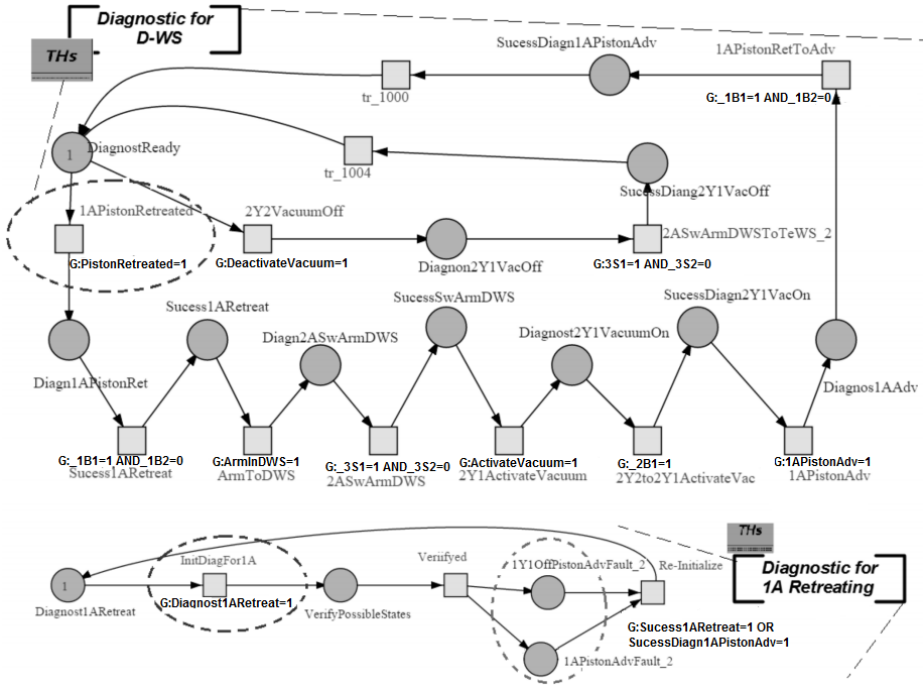 Diagnostic for
D-WS
THs
SucessDiagn1APistonAdv
1APistonRetToAdv
tr_1000
G:_1B1=1 AND_1B2=0
DiagnostReady
1
tr_1004
SucessDiang2Y1VacOff
1APistonRetreated
2Y2VacuumOff
2ASwArmDWSToTeWS_2
G:PistonRetreated=1
G:DeactivateVacuum=1
Diagnon2Y1VacOff
G:3S1=1 AND_3S2=0
Sucess1ARetreat
SucessSwArmDWS
SucessDiagn2Y1VacOn
Diagn2ASwArmDWS
Diagnost2Y1VacuumOn
Diagn1APistonRet
Diagnos1AAdv
G:_1B1=1 AND_1B2=0
G:ArmInDWS=1
G:_3S1=1 AND_3S2=0
G:ActivateVacuum=1
G:_2B1=1
G:1APistonAdv=1
Sucess1ARetreat
ArmToDWS
2ASwArmDWS
2Y1ActivateVacuum
2Y2to2Y1ActivateVac
1APistonAdv
THs
InitDiagFor1A
Veriifyed
1Y1OffPistonAdvFault_2
Re-Initialize
Diagnostic for
1A Retreating
1
Diagnost1ARetreat
G:Diagnost1ARetreat=1
VerifyPossibleStates
G:Sucess1ARetreat=1 OR
SucessDiagn1APistonAdv=1
1APistonAdvFault_2